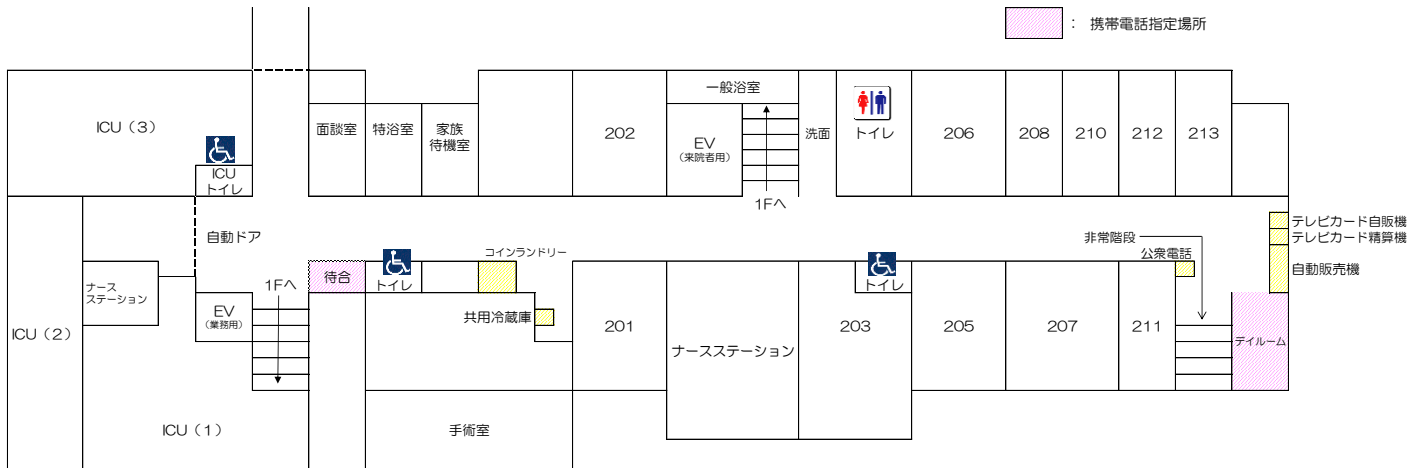 ： 携帯電話指定場所
一般浴室
ICU（3）
面談室
特浴室
家族
待機室
202
EV
（来院者用）
洗面
トイレ
206
208
210
212
213
ICU
トイレ
1Fへ
自動ドア
テレビカード自販機
テレビカード精算機
自動販売機
非常階段
公衆電話
コインランドリー
待合
トイレ
トイレ
ナース
ステーション
1Fへ
EV
（業務用）
共用冷蔵庫
201
203
205
207
211
ICU（2）
ナースステーション
デイルーム
ICU（1）
手術室